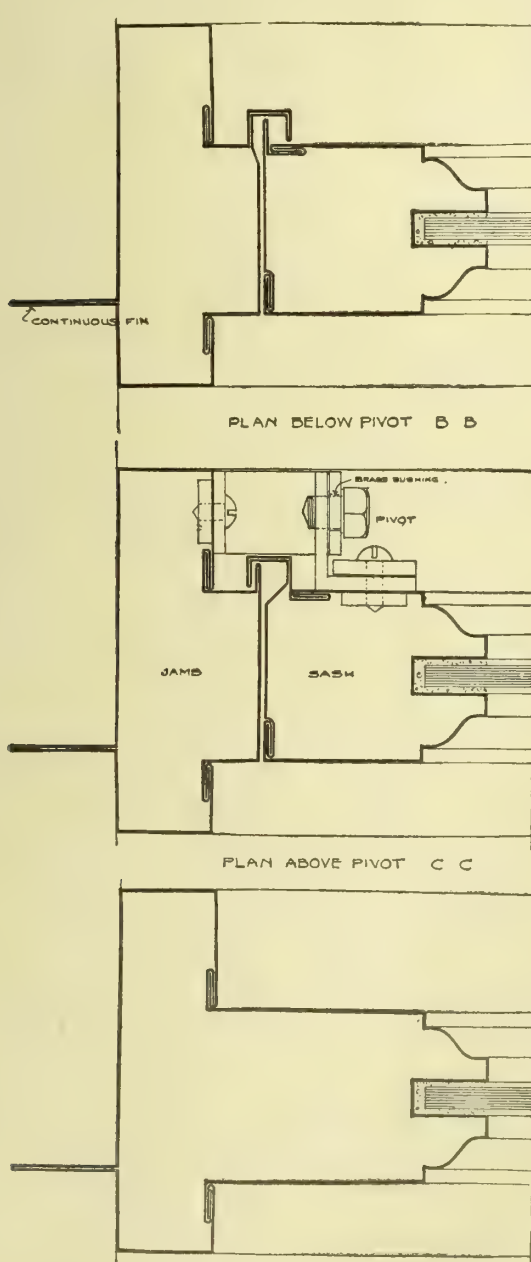 CONTINUOUS FIN
PLAN BELOW PIVOT B B
BRASS BUSHING.
PIVOT
JAMB
SASH
PLAN ABOVE PIVOT C C